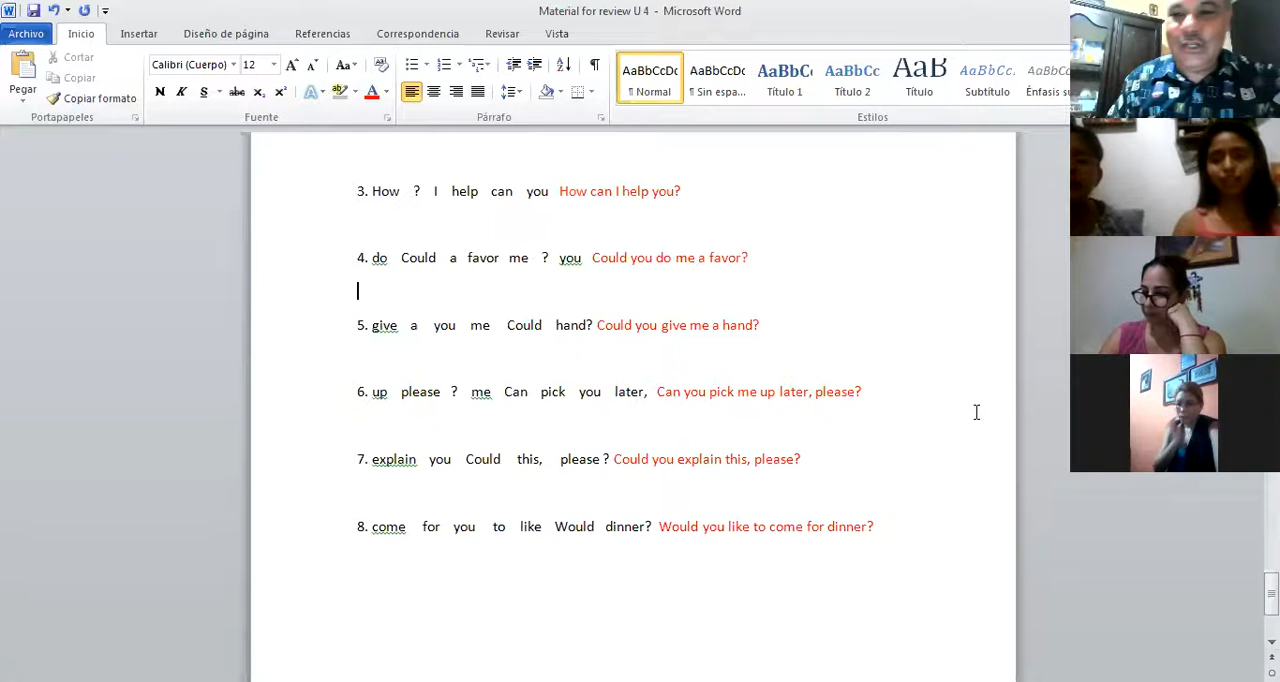 Material for review U 4 - Microsoft Word
Archivo Inicio Insertar Diseño de página Referencias Correspondencia Revisar Vista
Pegar
Cortar
Copiar
Copiar formato
Portapapeles
Calibri (Cuerpo) 12
N K S abc x₂ x²
Fuente
Párrafo
AaBbCcDc AaBbCcDc AaBbC AaBbCc AaB AaBbCc. AaBbCc
¶ Normal ¶ Sin espa... Título 1 Título 2 Título Subtítulo Énfasis su
Estilos
3. How ? I help can you How can I help you?
4. do Could a favor me ? you Could you do me a favor?
5. give a you me Could hand? Could you give me a hand?
6. up please ? me Can pick you later, Can you pick me up later, please?
7. explain you Could this, please ? Could you explain this, please?
8. come for you to like Would dinner? Would you like to come for dinner?